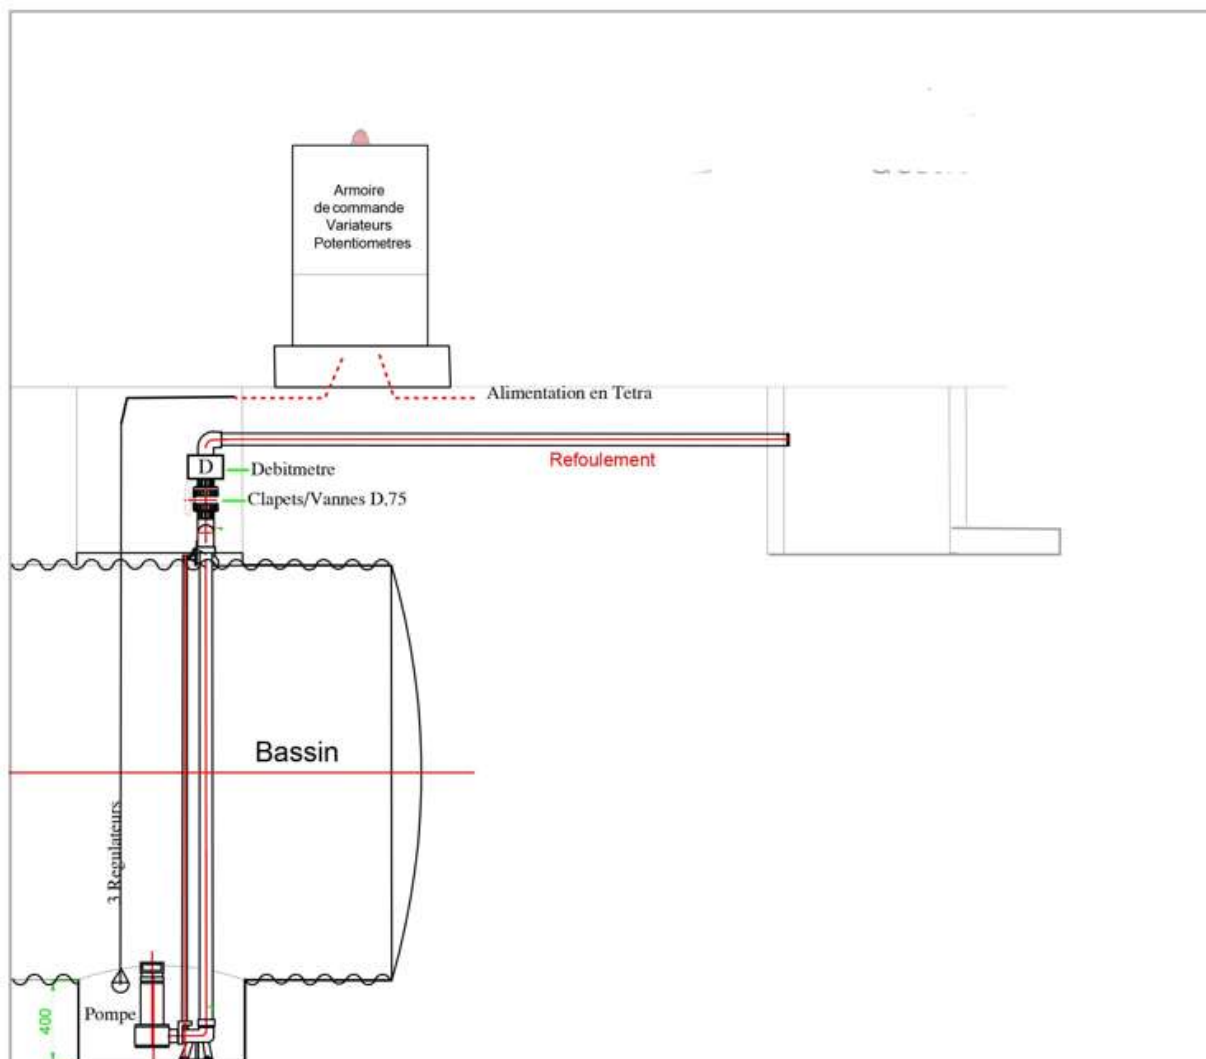 Armoire
de commande
Variateurs
Potentiometres
Alimentation en Tetra
Refoulement
D
Debitmetre
Clapets/Vannes D.75
Bassin
3 Regulateurs
Pompe
400